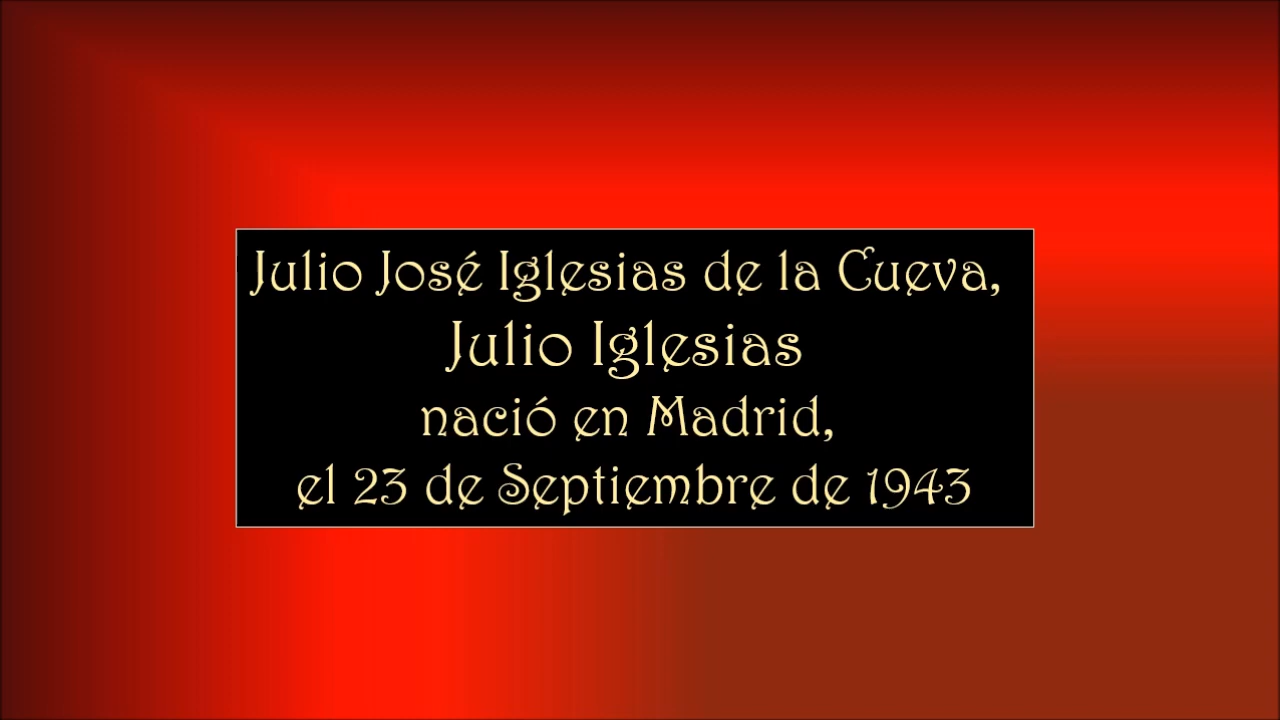 Julio José Iglesias de la Cueva,
Julio Iglesias
nació en Madrid,
el 23 de Septiembre de 1943